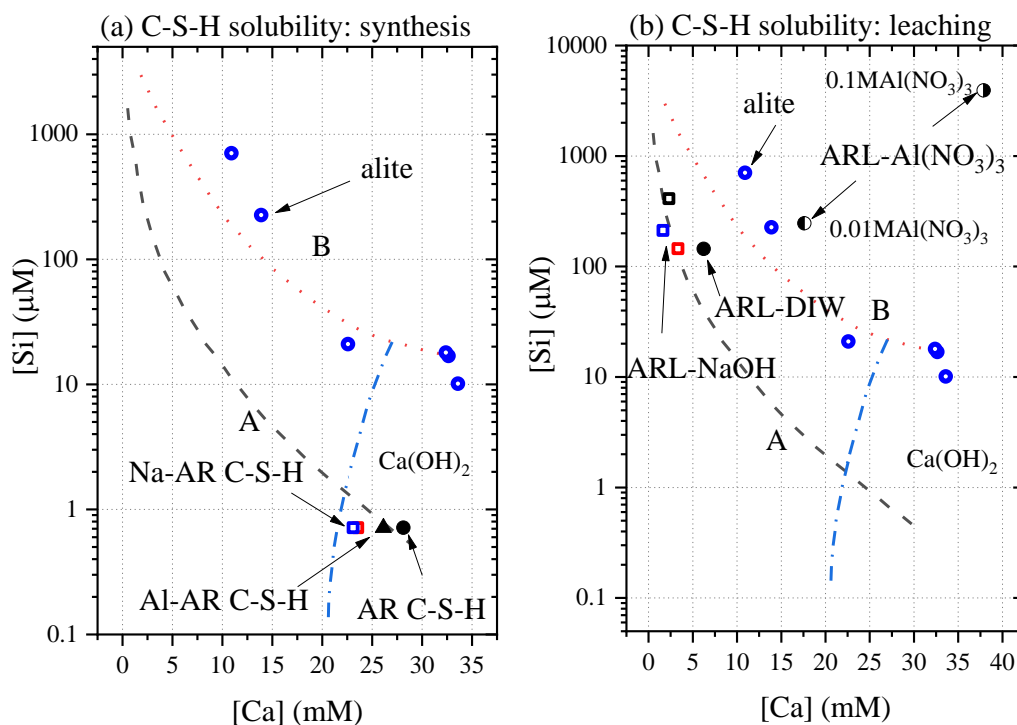 (a) C-S-H solubility: synthesis
1000
100
10
1
0.1
[Si] (μM)
alite
B
A
Ca(OH)₂
Na-AR C-S-H
Al-AR C-S-H
AR C-S-H
0 5 10 15 20 25 30 35
[Ca] (mM)
(b) C-S-H solubility: leaching
10000
1000
100
10
1
0.1
[Si] (μM)
0.1MAl(NO₃)₃
alite
ARL-Al(NO₃)₃
0.01MAl(NO₃)₃
ARL-DIW
B
ARL-NaOH
A
Ca(OH)₂
0 5 10 15 20 25 30 35 40
[Ca] (mM)